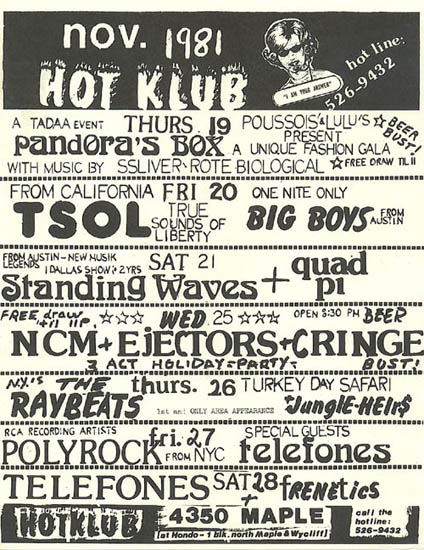 nov. 1981
HOT KLUB
"I AM YOUR ANSWER"
hot line:
526-9432
A TADAA EVENT THURS. 19 POUSSOIS & LULU'S
PRESENT
BEER BUST!
PANDORA'S BOX A UNIQUE FASHION GALA
WITH MUSIC BY SSLIVER-ROTE BIOLOGICAL ☆FREE DRAW TIL 11
FROM CALIFORNIA FRI 20 ONE NITE ONLY
TSOL TRUE SOUNDS OF LIBERTY BIG BOYS FROM AUSTIN
FROM AUSTIN-NEW MUSIK LEGENDS 1 DALLAS SHOW: 2 YRS SAT 21
Standing Waves + quad pi
FREE draw til 11P. ☆☆☆ WED. 25 ☆☆☆ OPEN 8:30 PM BEER
NCM + EJECTORS + CRINGE
3 ACT HOLIDAY=PARTY= BUST!
N.Y.'S THE thurs. 26 TURKEY DAY SAFARI
RAYBEATS 1st and ONLY AREA APPEARANCE + JunglE-HEIr$
RCA RECORDING ARTISTS fri. 27 SPECIAL GUESTS
POLYROCK FROM NYC telefones
TELEFONES SAT 28 + fRENEtics
HOTKLUB 4350 MAPLE call the
(at Hondo - 1 blk. north Maple & Wycliff) hotline: